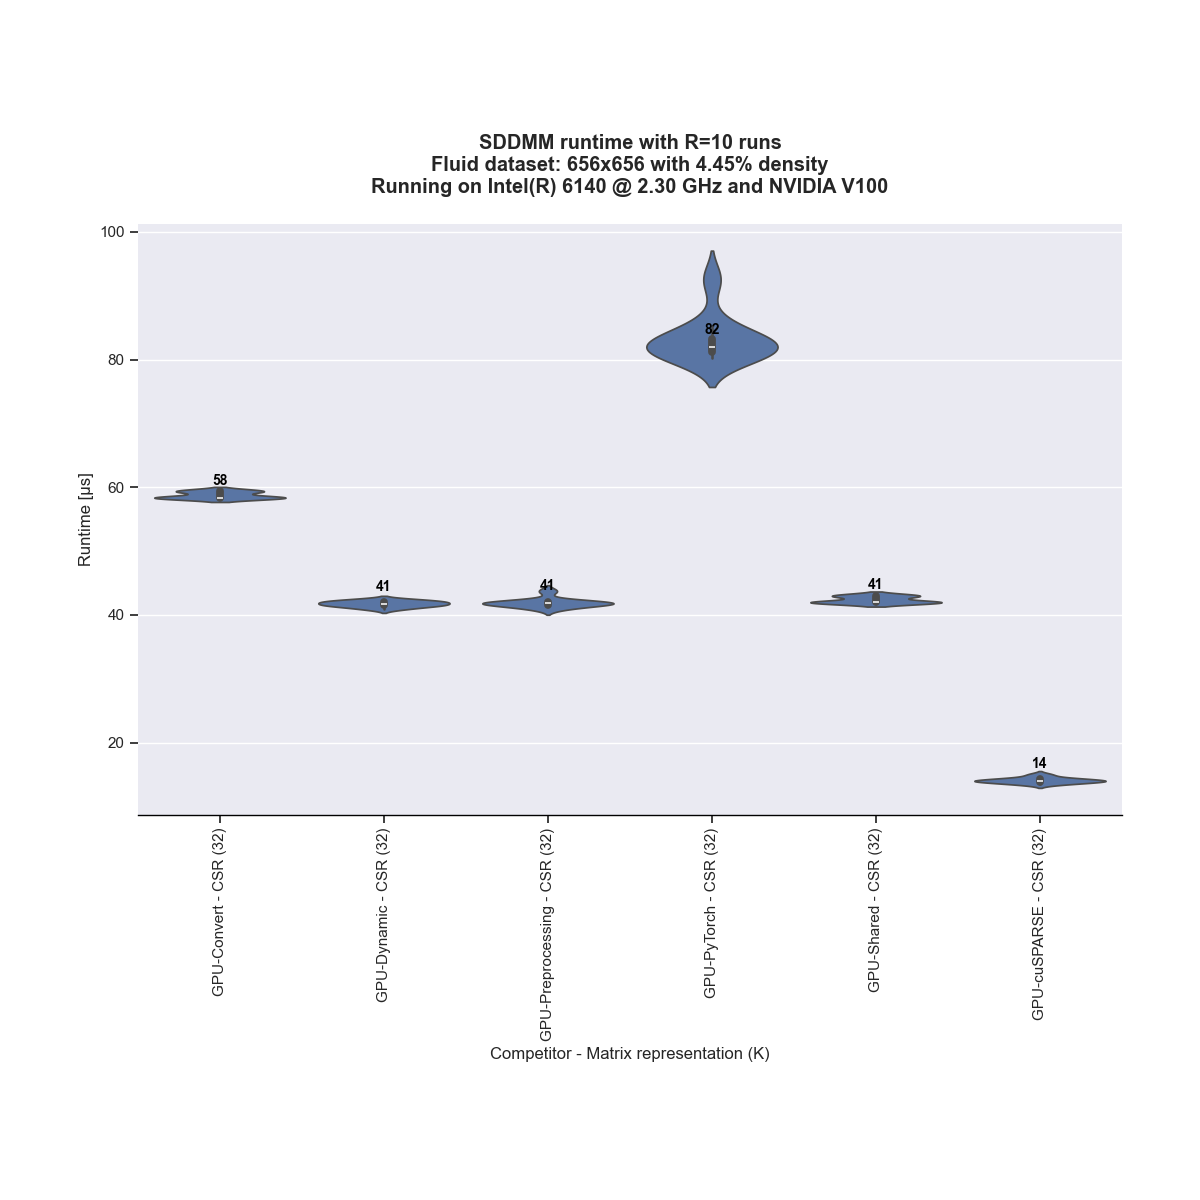 SDDMM runtime with R=10 runs
Fluid dataset: 656x656 with 4.45% density
Running on Intel(R) 6140 @ 2.30 GHz and NVIDIA V100
100
80
60
40
20
Runtime [µs]
58
41
41
82
41
14
GPU-Convert - CSR (32)
GPU-Dynamic - CSR (32)
GPU-Preprocessing - CSR (32)
GPU-PyTorch - CSR (32)
GPU-Shared - CSR (32)
GPU-cuSPARSE - CSR (32)
Competitor - Matrix representation (K)